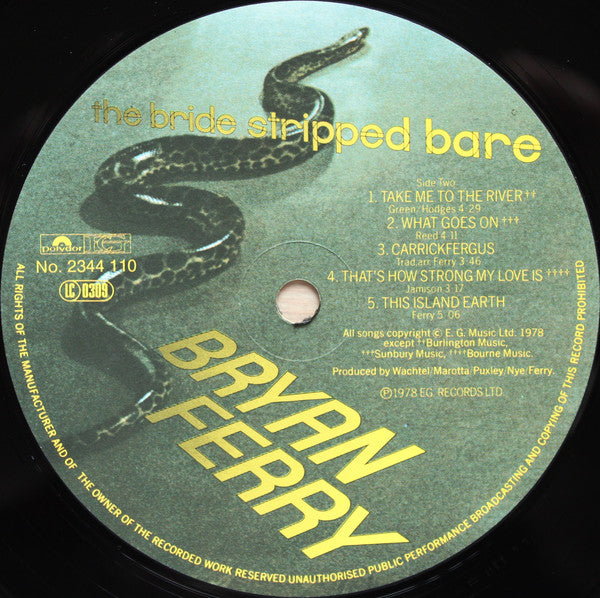 the bride stripped bare
Side Two
1. TAKE ME TO THE RIVER††
Green/Hodges 4·29
2. WHAT GOES ON†††
Reed 4·11
3. CARRICKFERGUS
Trad.arr. Ferry 3·46
4. THAT'S HOW STRONG MY LOVE IS††††
Jamison 3·17
5. THIS ISLAND EARTH
Ferry 5·06
All songs copyright © E. G. Music Ltd. 1978
except ††Burlington Music,
†††Sunbury Music, ††††Bourne Music.
Produced by Wachtel/Marotta/Puxley/Nye/Ferry.
℗1978 EG. RECORDS LTD.
polydor
EG
No. 2344 110
LC 0309
BRYAN
FERRY
ALL RIGHTS OF THE MANUFACTURER AND OF THE OWNER OF THE RECORDED WORK RESERVED UNAUTHORISED PUBLIC PERFORMANCE BROADCASTING AND COPYING OF THIS RECORD PROHIBITED